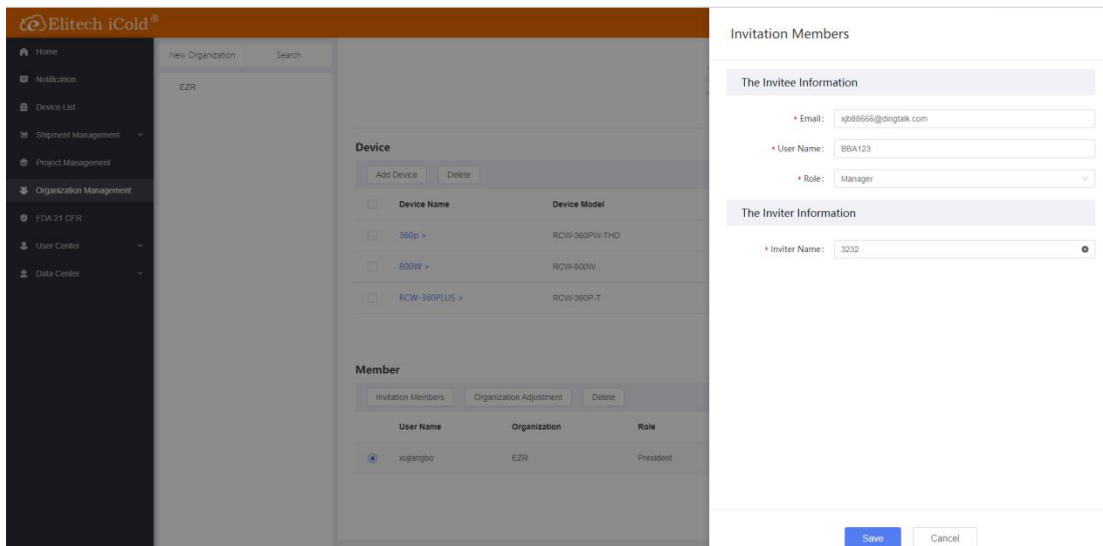 Elitech iCold®
Home
Notification
Device List
Shipment Management
Project Management
Organization Management
FDA 21 CFR
User Center
Data Center
New Organization Search
EZR
Device
Add Device Delete
Device Name Device Model
360p > RCW-360PW-THD
800W > RCW-800W
RCW-360PLUS > RCW-360P-T
Member
Invitation Members Organization Adjustment Delete
User Name Organization Role
xujiangbo EZR President
Invitation Members
The Invitee Information
* Email: xjb88666@dingtalk.com
* User Name: BBA123
* Role: Manager
The Inviter Information
* Inviter Name: 3232
Save Cancel